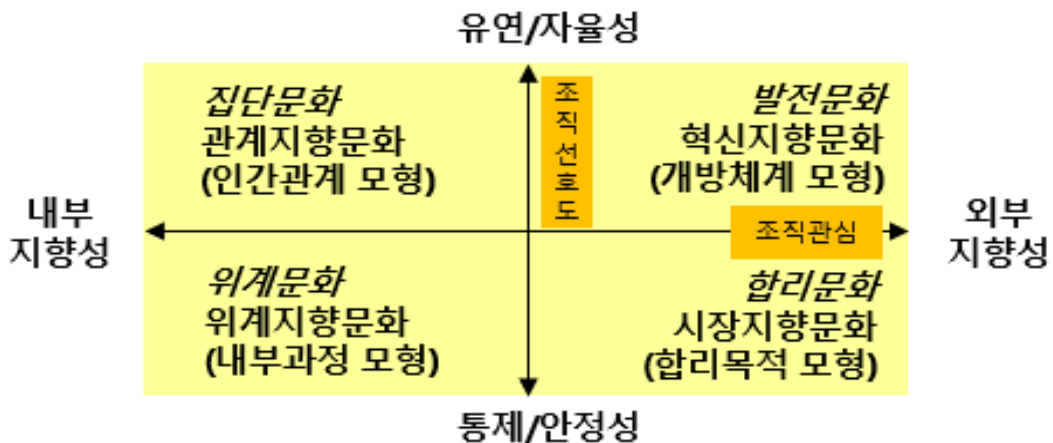 유연/자율성
집단문화
관계지향문화
(인간관계 모형)
조직선호도
발전문화
혁신지향문화
(개방체계 모형)
내부
지향성
조직관심
외부
지향성
위계문화
위계지향문화
(내부과정 모형)
합리문화
시장지향문화
(합리목적 모형)
통제/안정성